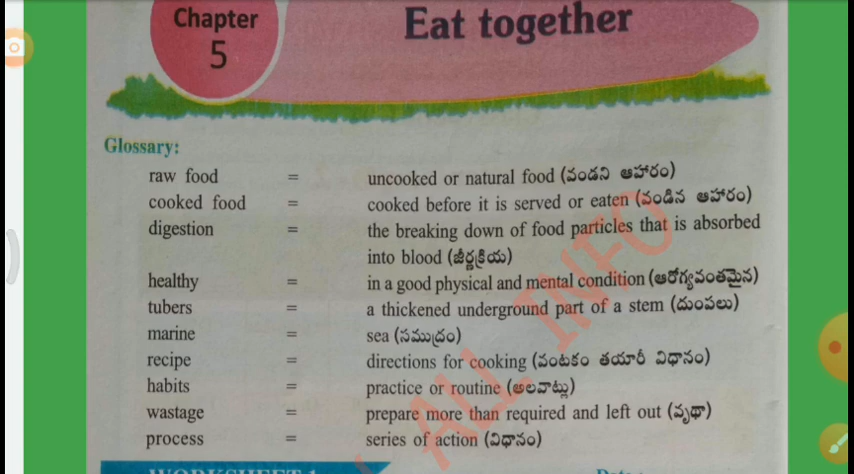 Chapter
5
Eat together
Glossary:
raw food = uncooked or natural food (వండని ఆహారం)
cooked food = cooked before it is served or eaten (వండిన ఆహారం)
digestion = the breaking down of food particles that is absorbed
into blood (జీర్ణక్రియ)
healthy = in a good physical and mental condition (ఆరోగ్యవంతమైన)
tubers = a thickened underground part of a stem (దుంపలు)
marine = sea (సముద్రం)
recipe = directions for cooking (వంటకం తయారీ విధానం)
habits = practice or routine (అలవాట్లు)
wastage = prepare more than required and left out (వృథా)
process = series of action (విధానం)
ALL INFO
WORKSHEET 1